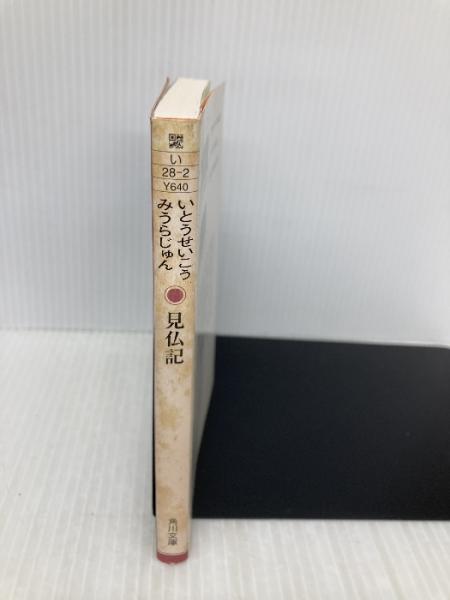 い
28-2
Y640
いとうせいこう
みうらじゅん
見仏記
角川文庫